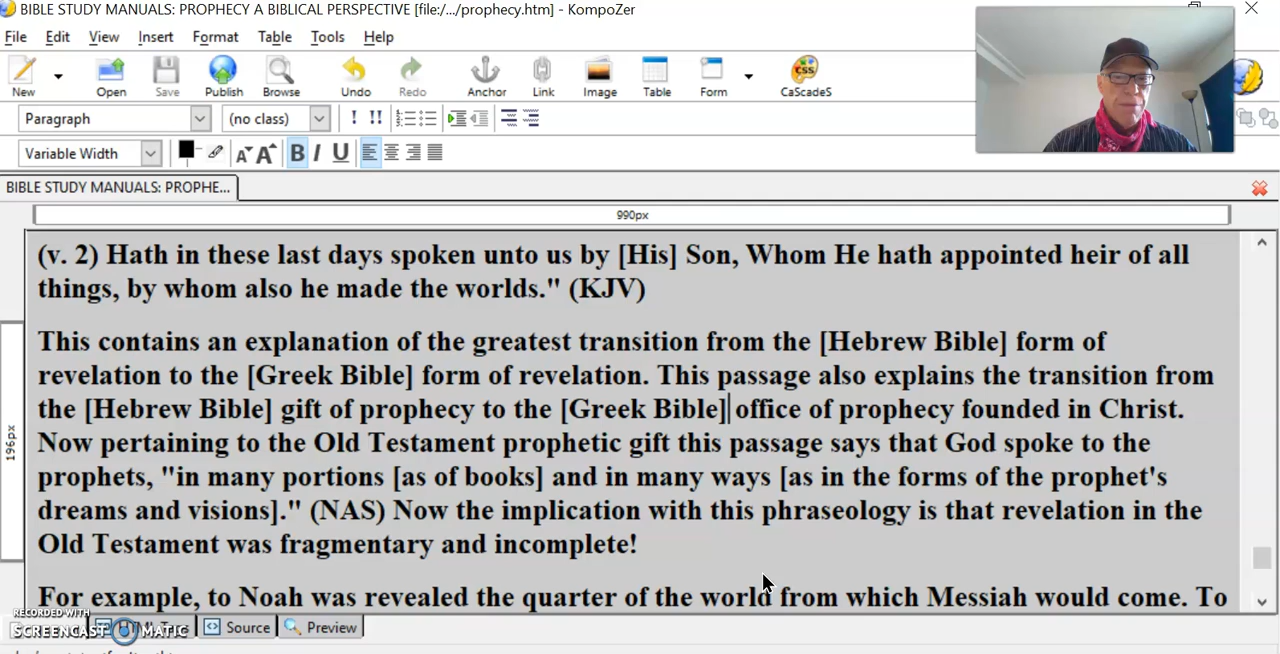 BIBLE STUDY MANUALS: PROPHECY A BIBLICAL PERSPECTIVE [file:/.../prophecy.htm] - KompoZer
File Edit View Insert Format Table Tools Help
New Open Save Publish Browse Undo Redo Anchor Link Image Table Form CaScadeS
Paragraph (no class)
Variable Width B I U
BIBLE STUDY MANUALS: PROPHE...
990px
196px
(v. 2) Hath in these last days spoken unto us by [His] Son, Whom He hath appointed heir of all
things, by whom also he made the worlds." (KJV)
This contains an explanation of the greatest transition from the [Hebrew Bible] form of
revelation to the [Greek Bible] form of revelation. This passage also explains the transition from
the [Hebrew Bible] gift of prophecy to the [Greek Bible] office of prophecy founded in Christ.
Now pertaining to the Old Testament prophetic gift this passage says that God spoke to the
prophets, "in many portions [as of books] and in many ways [as in the forms of the prophet's
dreams and visions]." (NAS) Now the implication with this phraseology is that revelation in the
Old Testament was fragmentary and incomplete!
For example, to Noah was revealed the quarter of the world from which Messiah would come. To
RECORDED WITH
SCREENCAST MATIC
Source Preview